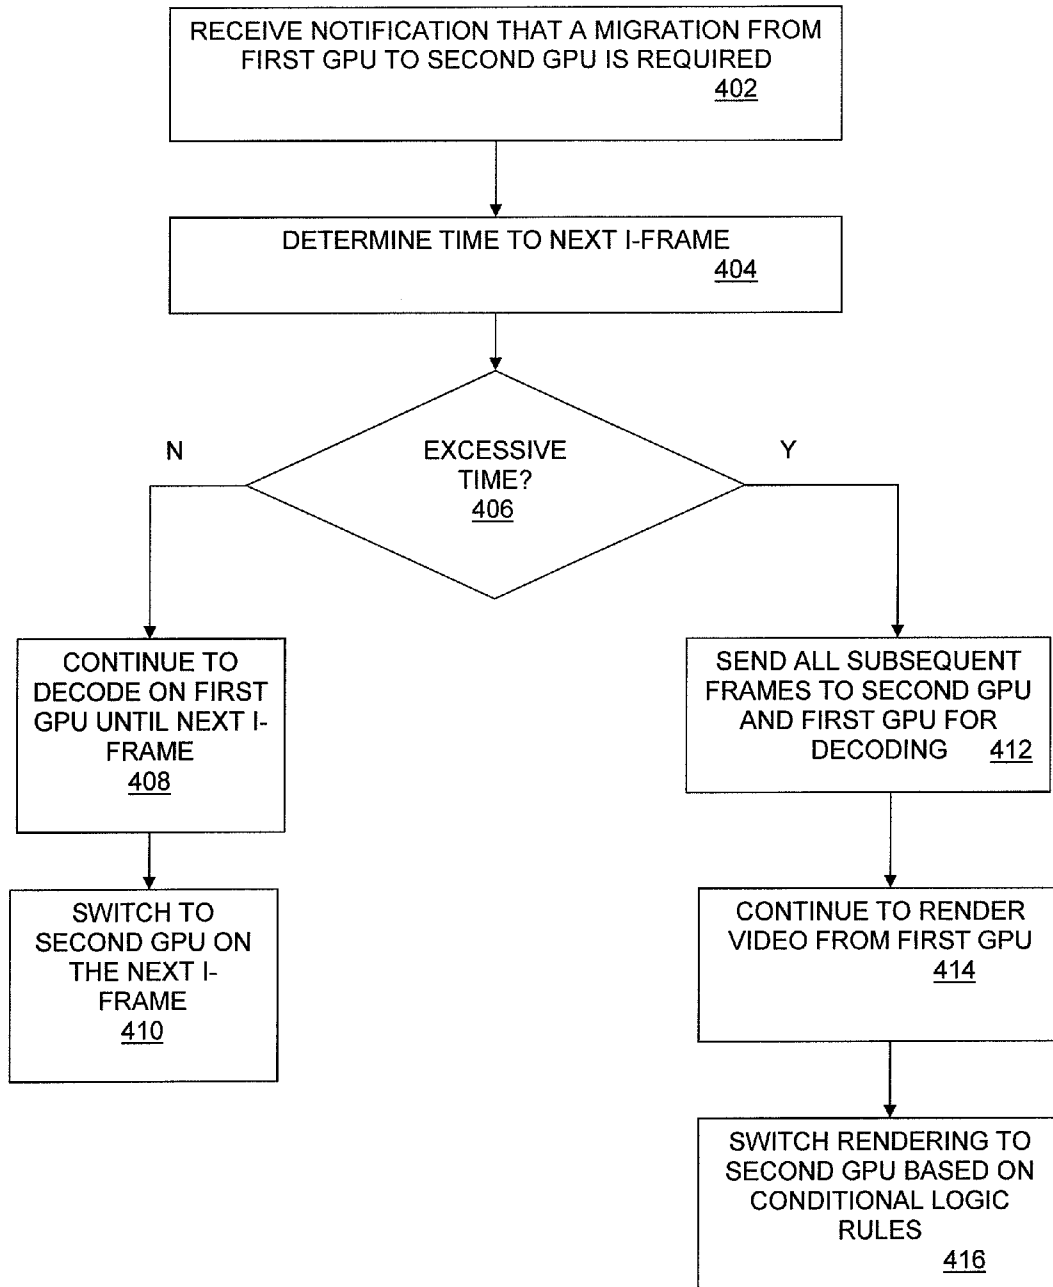 RECEIVE NOTIFICATION THAT A MIGRATION FROM
FIRST GPU TO SECOND GPU IS REQUIRED
402
DETERMINE TIME TO NEXT I-FRAME
404
N
EXCESSIVE
TIME?
406
Y
CONTINUE TO
DECODE ON FIRST
GPU UNTIL NEXT I-
FRAME
408
SWITCH TO
SECOND GPU ON
THE NEXT I-
FRAME
410
SEND ALL SUBSEQUENT
FRAMES TO SECOND GPU
AND FIRST GPU FOR
DECODING 412
CONTINUE TO RENDER
VIDEO FROM FIRST GPU
414
SWITCH RENDERING TO
SECOND GPU BASED ON
CONDITIONAL LOGIC
RULES
416